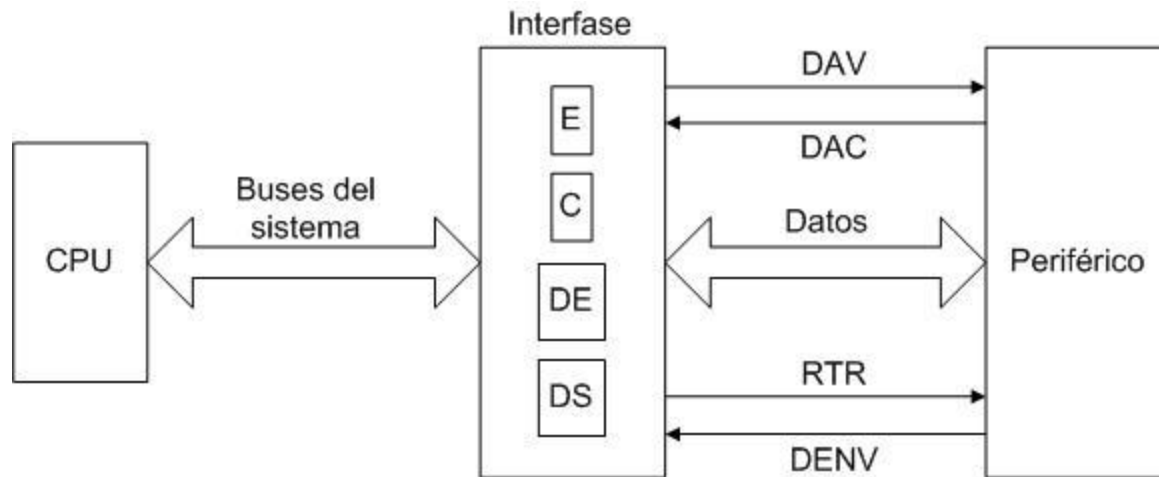 Interfase
DAV
E
DAC
C
Buses del
sistema
Datos
CPU
Periférico
DE
RTR
DS
DENV